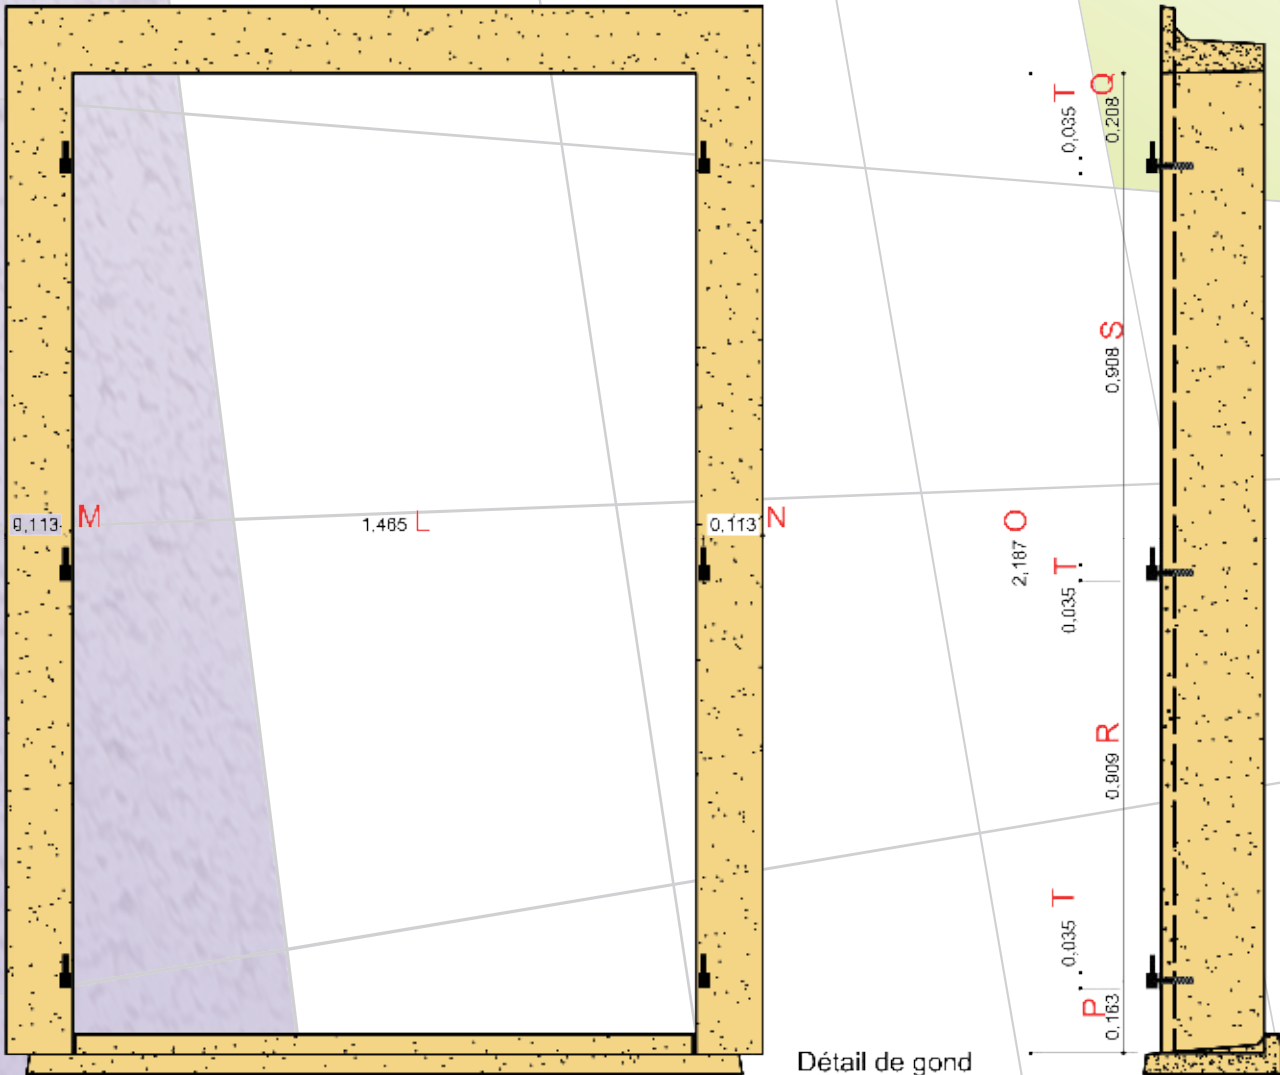 T Q
0,035 0,208
S
0,908
0,113 M
1,465 L
0,113 N
O
2,187
T
0,035
R
0,909
T
0,035
P
0,163
Détail de gond